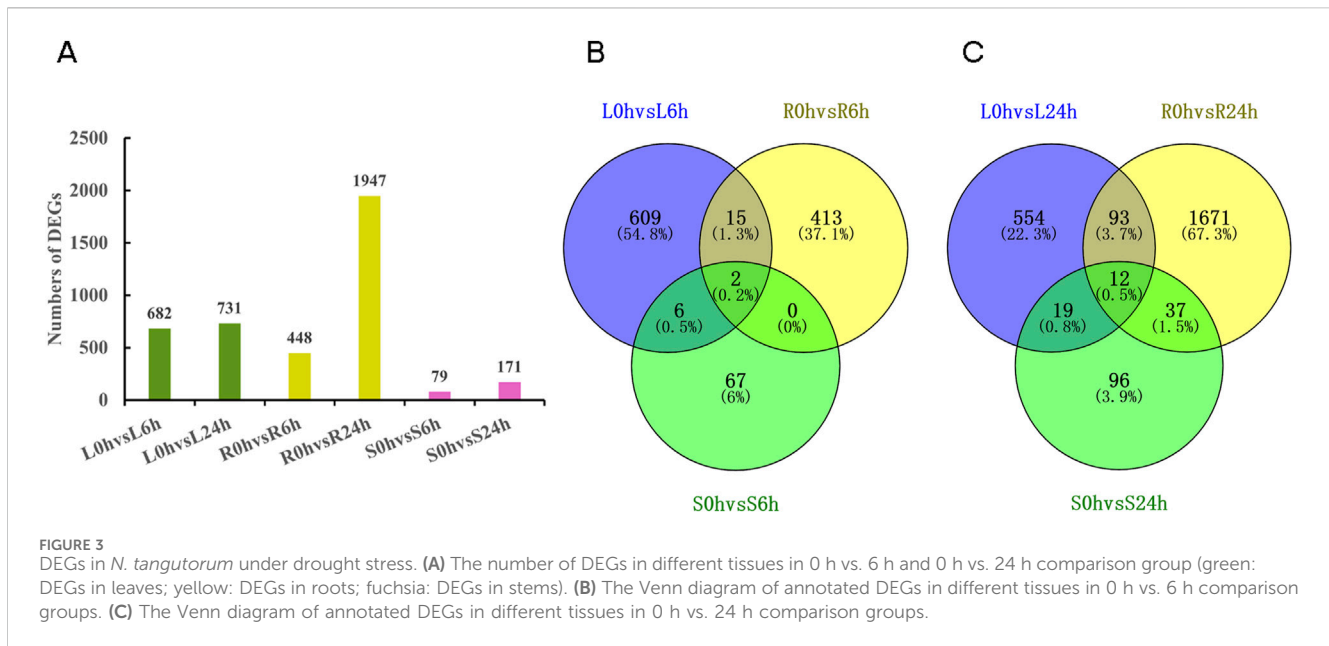 A
Numbers of DEGs
2500
2000
1500
1000
500
0
682
731
448
1947
79
171
L0hvsL6h
L0hvsL24h
R0hvsR6h
R0hvsR24h
S0hvsS6h
S0hvsS24h
B
L0hvsL6h
R0hvsR6h
609
(54.8%)
15
(1.3%)
413
(37.1%)
2
(0.2%)
6
(0.5%)
0
(0%)
67
(6%)
S0hvsS6h
C
L0hvsL24h
R0hvsR24h
554
(22.3%)
93
(3.7%)
1671
(67.3%)
12
(0.5%)
19
(0.8%)
37
(1.5%)
96
(3.9%)
S0hvsS24h
FIGURE 3
DEGs in N. tangutorum under drought stress. (A) The number of DEGs in different tissues in 0 h vs. 6 h and 0 h vs. 24 h comparison group (green:
DEGs in leaves; yellow: DEGs in roots; fuchsia: DEGs in stems). (B) The Venn diagram of annotated DEGs in different tissues in 0 h vs. 6 h comparison
groups. (C) The Venn diagram of annotated DEGs in different tissues in 0 h vs. 24 h comparison groups.